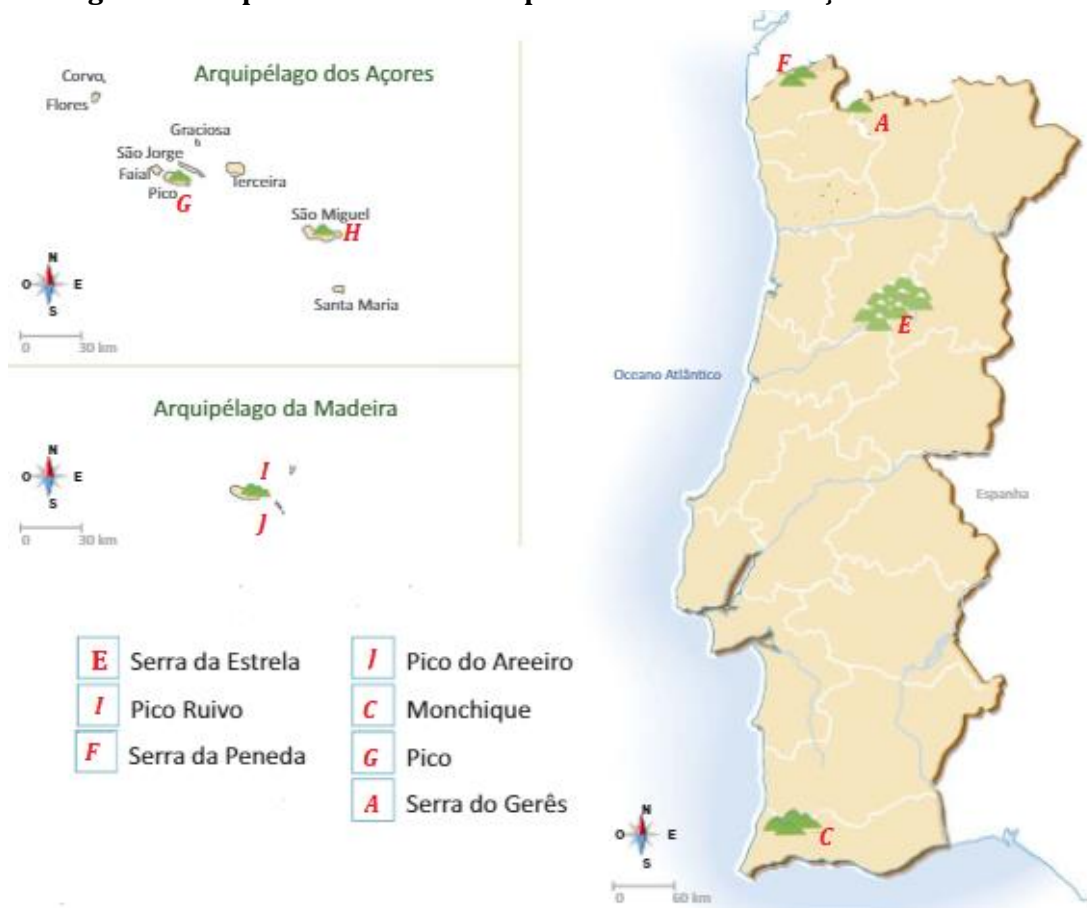 Arquipélago dos Açores
Corvo
Flores
Graciosa
São Jorge
Faial
Terceira
Pico
G
São Miguel
H
Santa Maria
N
O E
S
0 30 km
Arquipélago da Madeira
I
J
N
O E
S
0 30 km
E Serra da Estrela
I Pico Ruivo
F Serra da Peneda
J Pico do Areeiro
C Monchique
G Pico
A Serra do Gerês
F
A
E
Oceano Atlântico
Espanha
C
N
O E
S
0 60 km